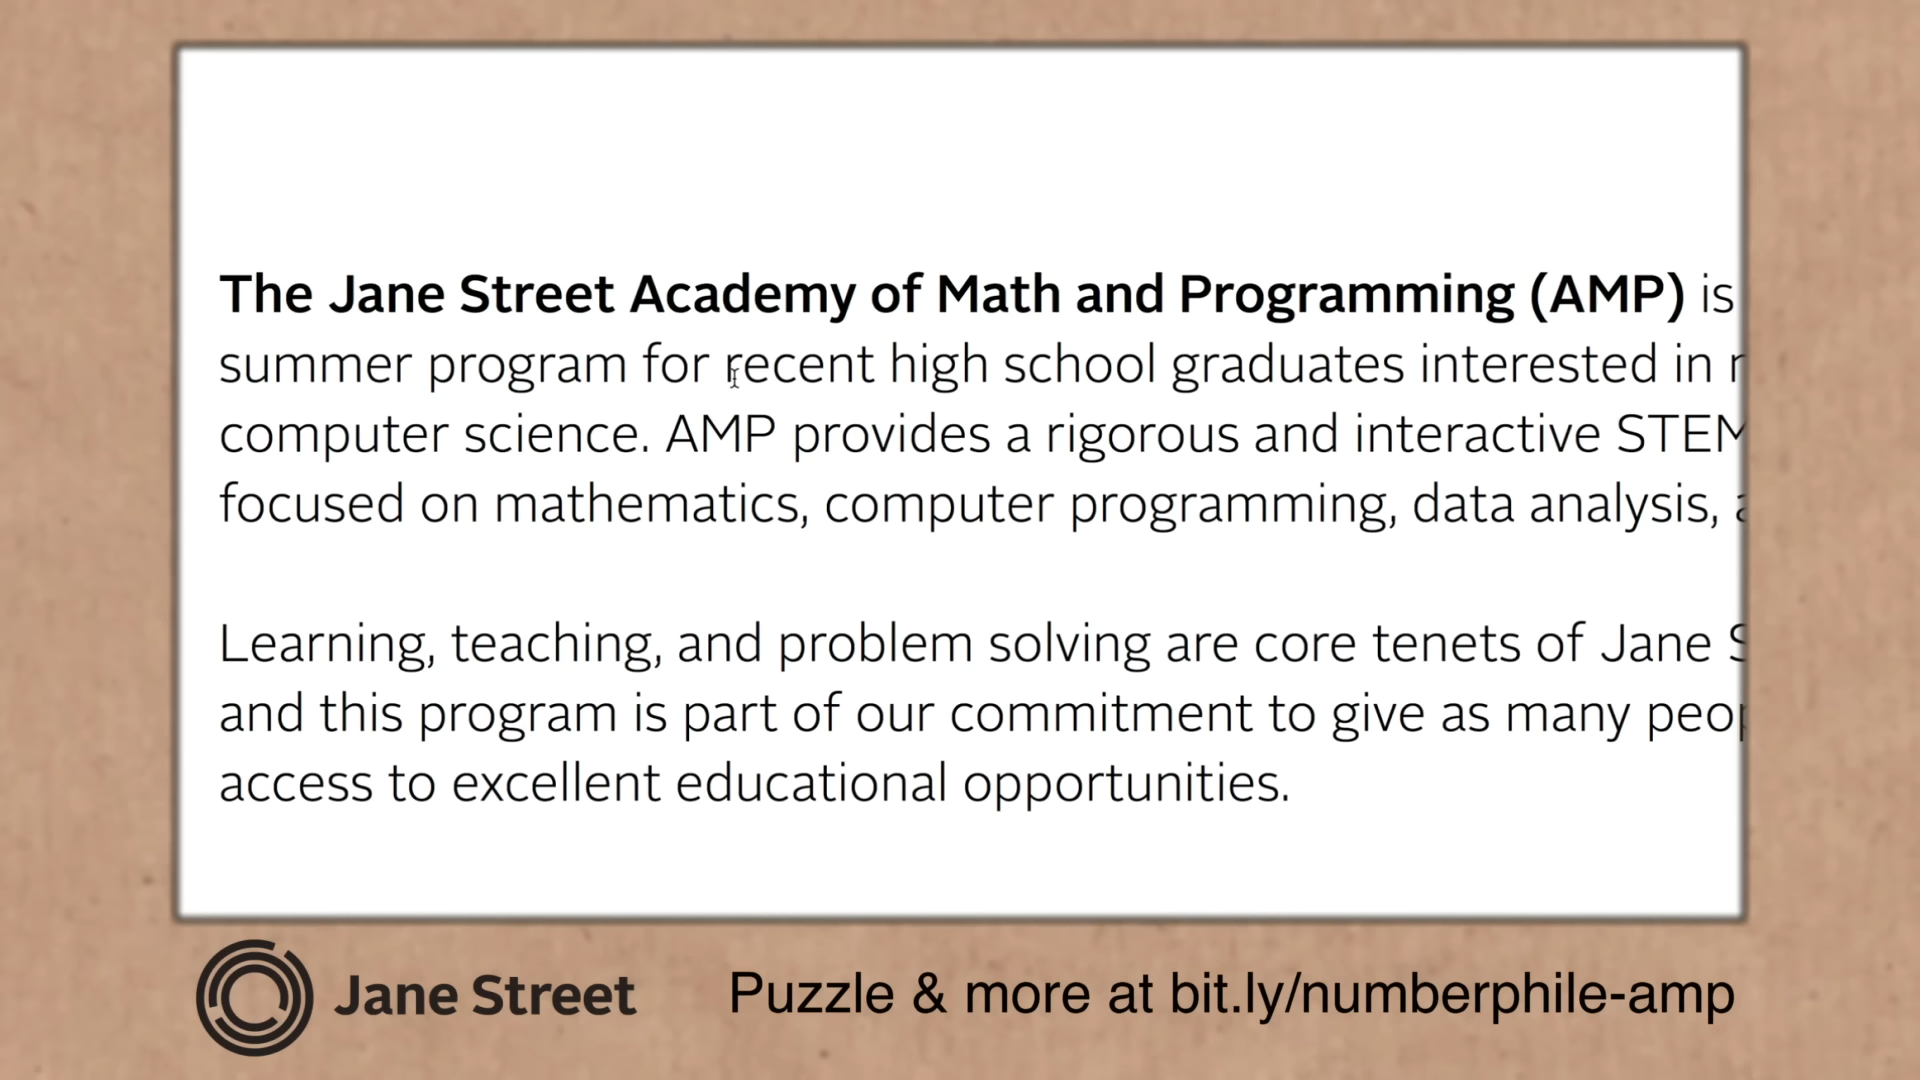 The Jane Street Academy of Math and Programming (AMP) is
summer program for recent high school graduates interested in
computer science. AMP provides a rigorous and interactive STEM
focused on mathematics, computer programming, data analysis,
Learning, teaching, and problem solving are core tenets of Jane
and this program is part of our commitment to give as many
access to excellent educational opportunities.
Jane Street
Puzzle & more at bit.ly/numberphile-amp